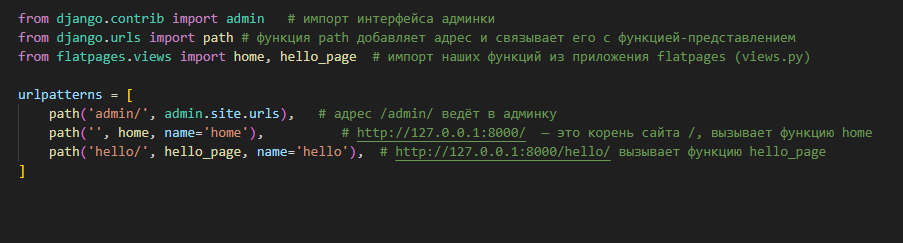 from django.contrib import admin   # импорт интерфейса админки
from django.urls import path # функция path добавляет адрес и связывает его с функцией-представлением
from flatpages.views import home, hello_page  # импорт наших функций из приложения flatpages (views.py)

urlpatterns = [
    path('admin/', admin.site.urls),   # адрес /admin/ ведёт в админку
    path('', home, name='home'),          # http://127.0.0.1:8000/  — это корень сайта /, вызывает функцию home
    path('hello/', hello_page, name='hello'),  # http://127.0.0.1:8000/hello/ вызывает функцию hello_page
]